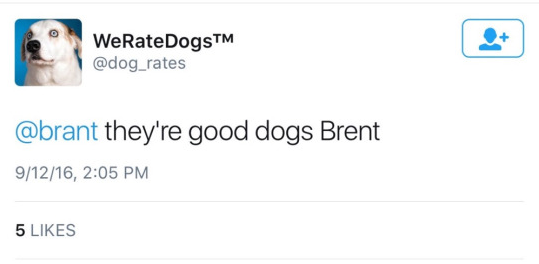 WeRateDogs™
@dog_rates
@brant they're good dogs Brent
9/12/16, 2:05 PM
5 LIKES